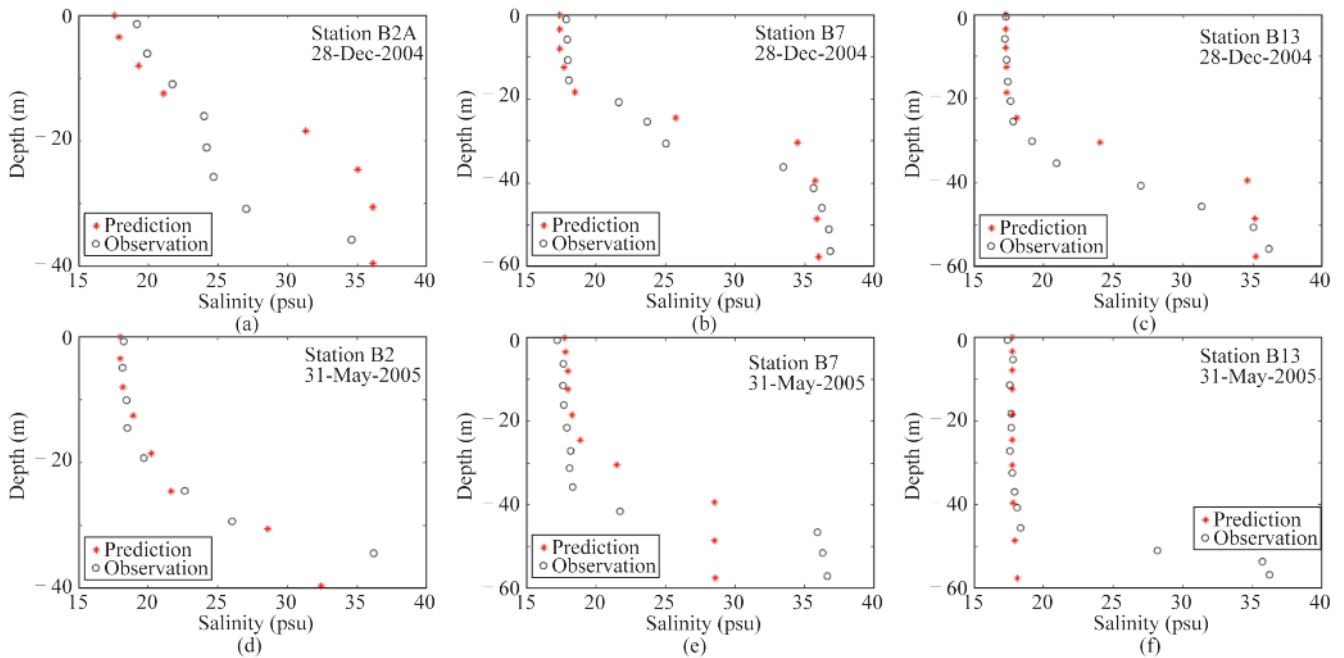 0
Station B2A
28-Dec-2004
Depth (m)
−20
Prediction
Observation
−40
15 20 25 30 35 40
Salinity (psu)
(a)
0
Station B7
28-Dec-2004
Depth (m)
−20
−40
Prediction
Observation
−60
15 20 25 30 35 40
Salinity (psu)
(b)
0
Station B13
28-Dec-2004
Depth (m)
−20
−40
Prediction
Observation
−60
15 20 25 30 35 40
Salinity (psu)
(c)
0
Station B2
31-May-2005
Depth (m)
−20
Prediction
Observation
−40
15 20 25 30 35 40
Salinity (psu)
(d)
0
Station B7
31-May-2005
Depth (m)
−20
−40
Prediction
Observation
−60
15 20 25 30 35 40
Salinity (psu)
(e)
0
Station B13
31-May-2005
Depth (m)
−20
−40
Prediction
Observation
−60
15 20 25 30 35 40
Salinity (psu)
(f)